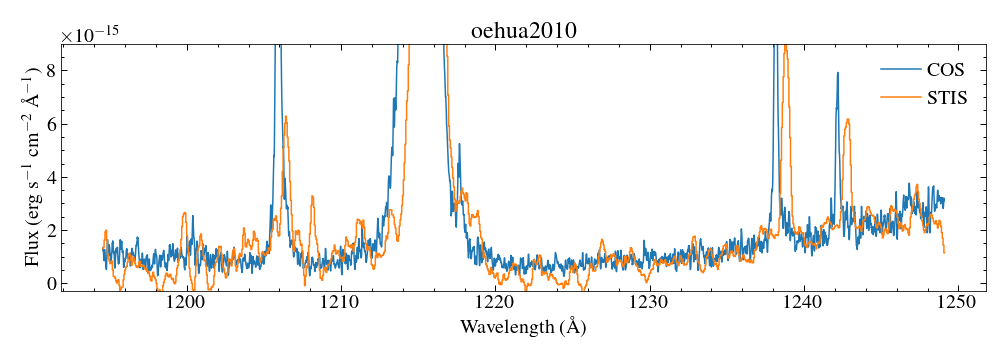 oehua2010
×10⁻¹⁵
Flux (erg s⁻¹ cm⁻² Å⁻¹)
8
6
4
2
0
COS
STIS
1200 1210 1220 1230 1240 1250
Wavelength (Å)